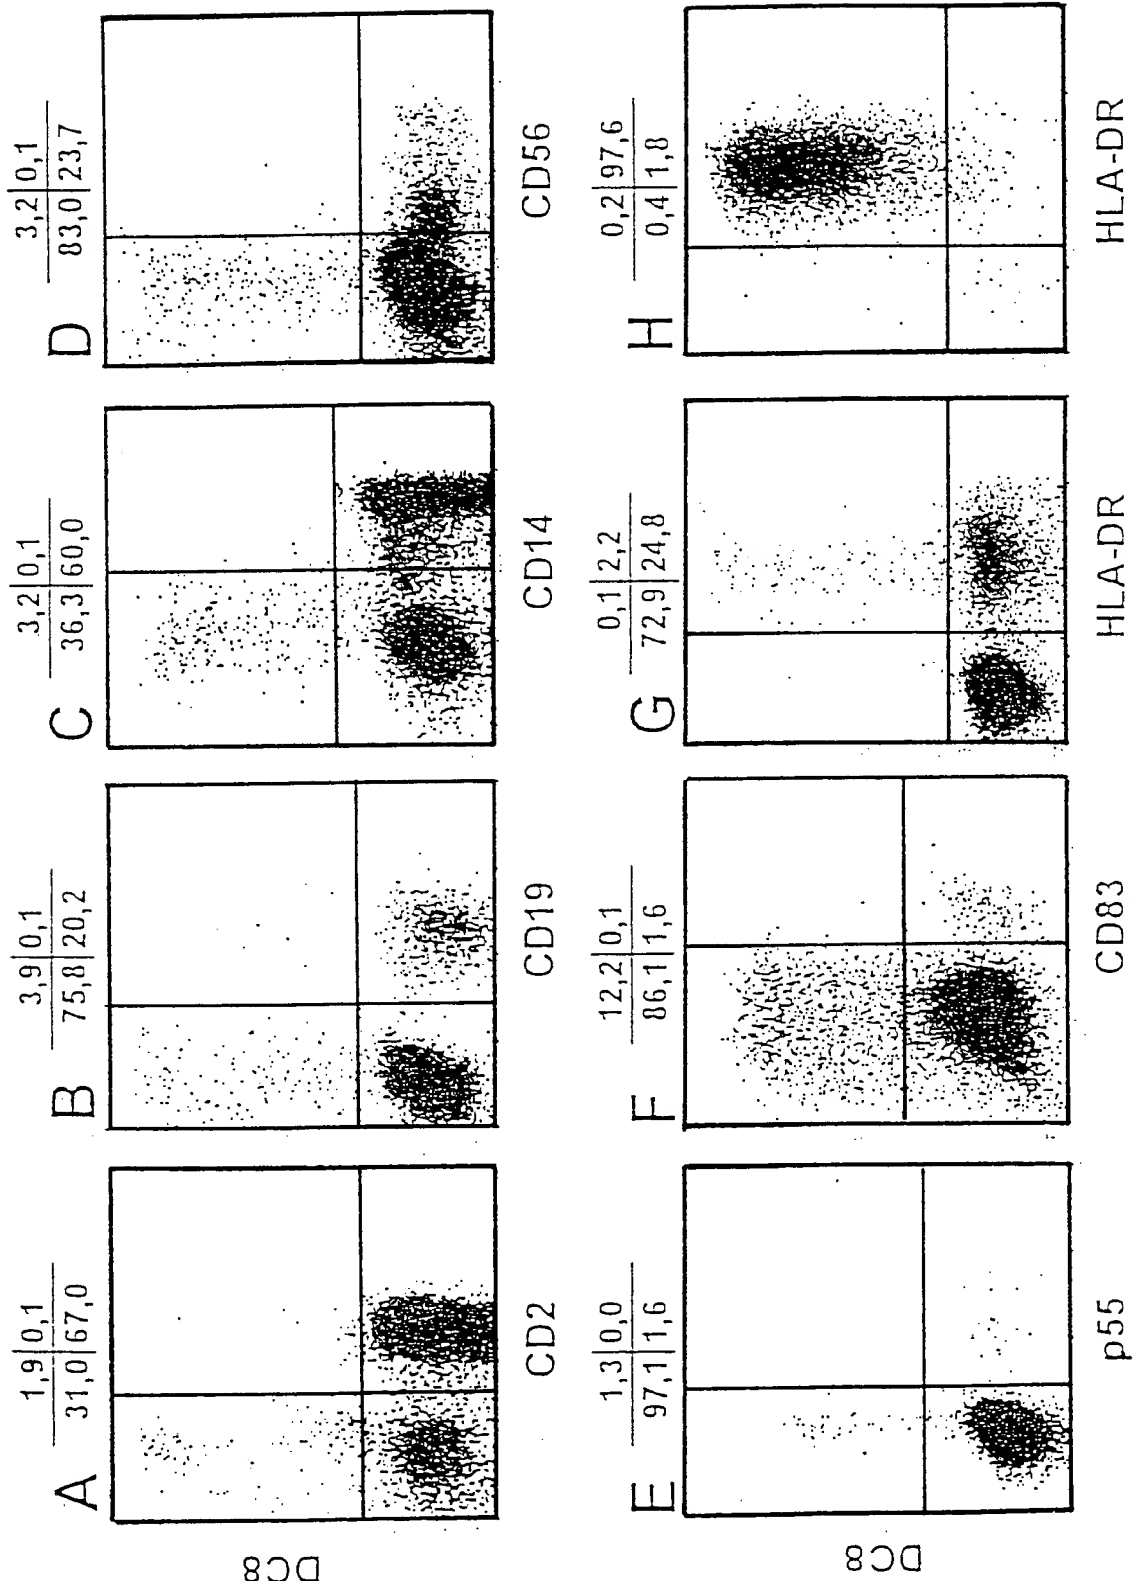 A
1,9 | 0,1
31,0 | 67,0
DC8
CD2
B
3,9 | 0,1
75,8 | 20,2
CD19
C
3,2 | 0,1
36,3 | 60,0
CD14
D
3,2 | 0,1
83,0 | 23,7
CD56
E
1,3 | 0,0
97,1 | 1,6
DC8
p55
F
12,2 | 0,1
86,1 | 1,6
CD83
G
0,1 | 2,2
72,9 | 24,8
HLA-DR
H
0,2 | 97,6
0,4 | 1,8
HLA-DR